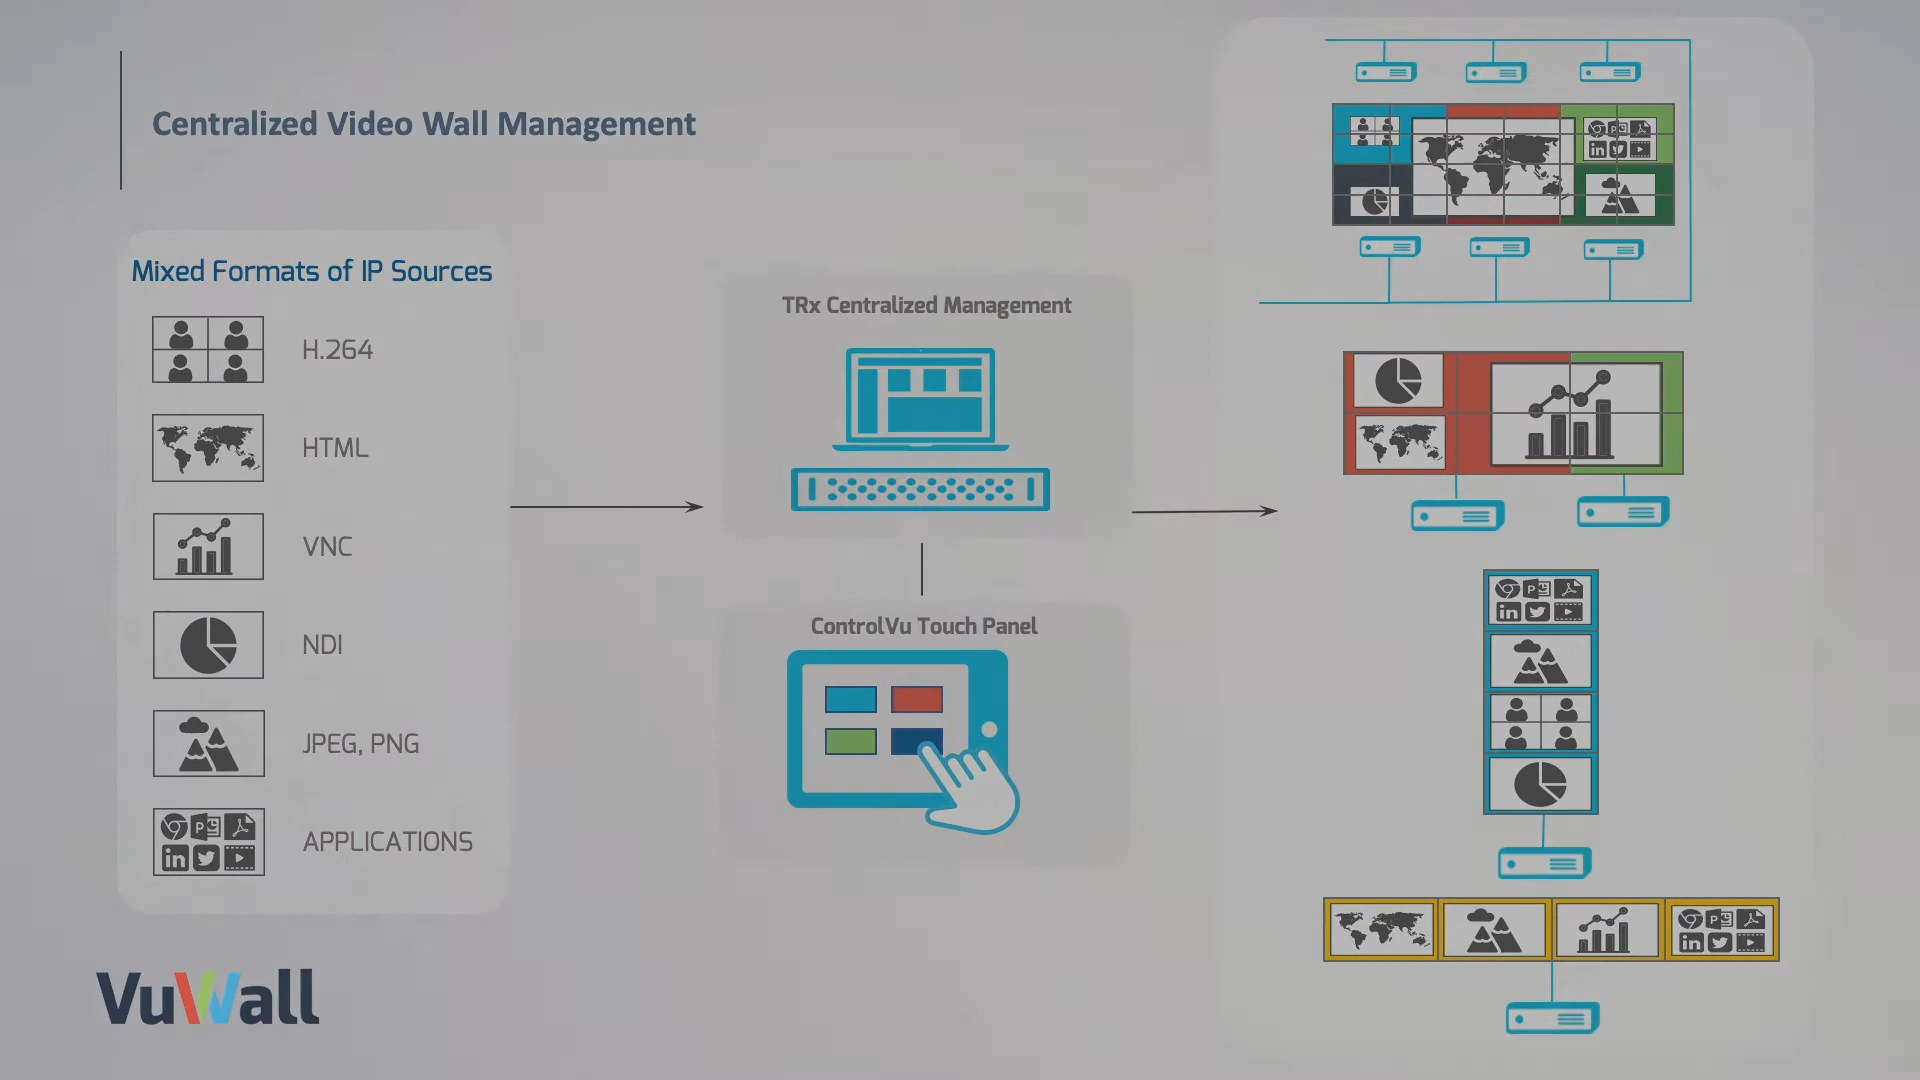 Centralized Video Wall Management
Mixed Formats of IP Sources
H.264
HTML
VNC
NDI
JPEG, PNG
APPLICATIONS
TRx Centralized Management
ControlVu Touch Panel
VuWall